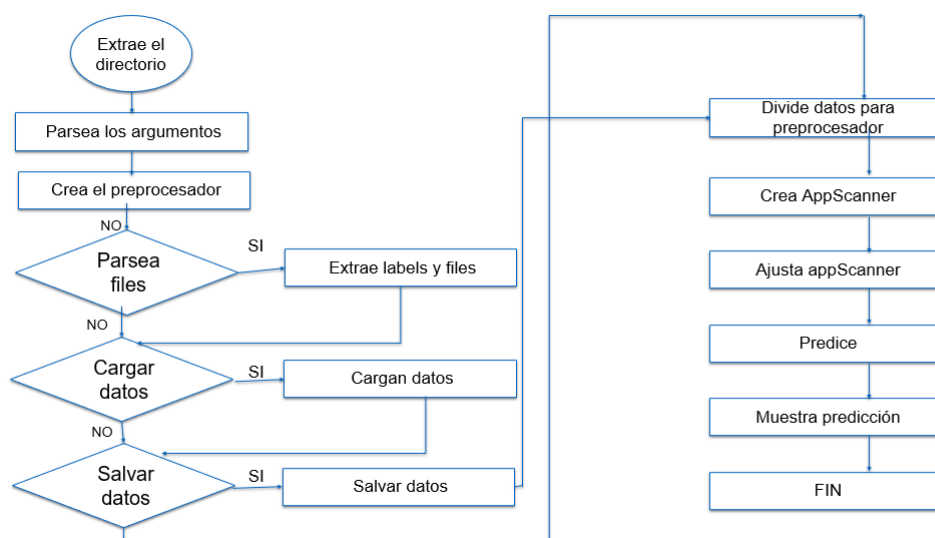 Extrae el
directorio
Parsea los argumentos
Crea el preprocesador
NO
Parsea
files
SI
Extrae labels y files
NO
Cargar
datos
SI
Cargan datos
NO
Salvar
datos
SI
Salvar datos
Divide datos para
preprocesador
Crea AppScanner
Ajusta appScanner
Predice
Muestra predicción
FIN